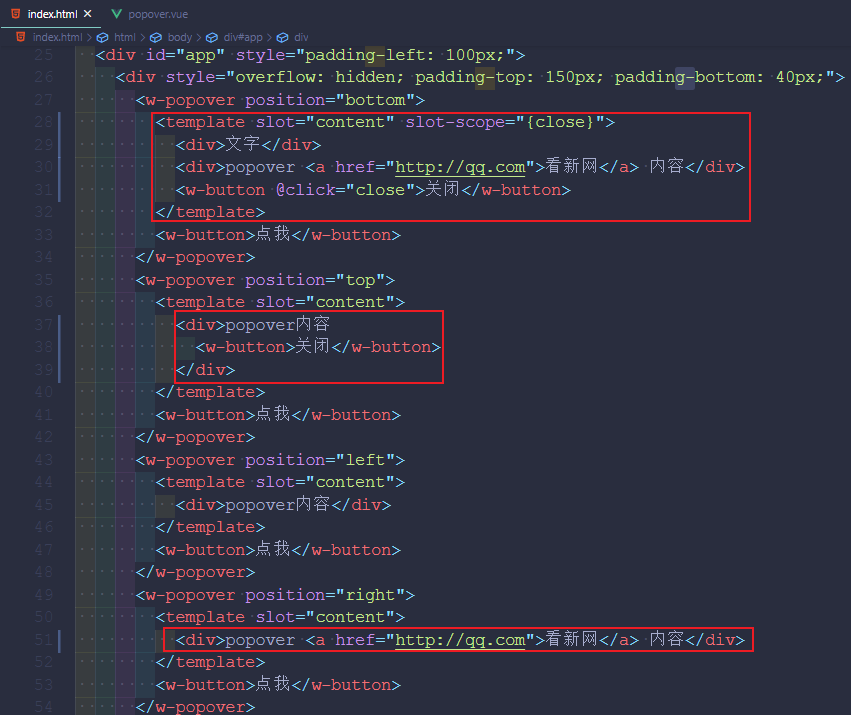 index.html popover.vue
index.html html body div#app div
25 <div id="app" style="padding-left: 100px;">
26 <div style="overflow: hidden; padding-top: 150px; padding-bottom: 40px;">
27 <w-popover position="bottom">
28 <template slot="content" slot-scope="{close}">
29 <div>文字</div>
30 <div>popover <a href="http://qq.com">看新网</a> 内容</div>
31 <w-button @click="close">关闭</w-button>
32 </template>
33 <w-button>点我</w-button>
34 </w-popover>
35 <w-popover position="top">
36 <template slot="content">
37 <div>popover内容
38 <w-button>关闭</w-button>
39 </div>
40 </template>
41 <w-button>点我</w-button>
42 </w-popover>
43 <w-popover position="left">
44 <template slot="content">
45 <div>popover内容</div>
46 </template>
47 <w-button>点我</w-button>
48 </w-popover>
49 <w-popover position="right">
50 <template slot="content">
51 <div>popover <a href="http://qq.com">看新网</a> 内容</div>
52 </template>
53 <w-button>点我</w-button>
54 </w-popover>